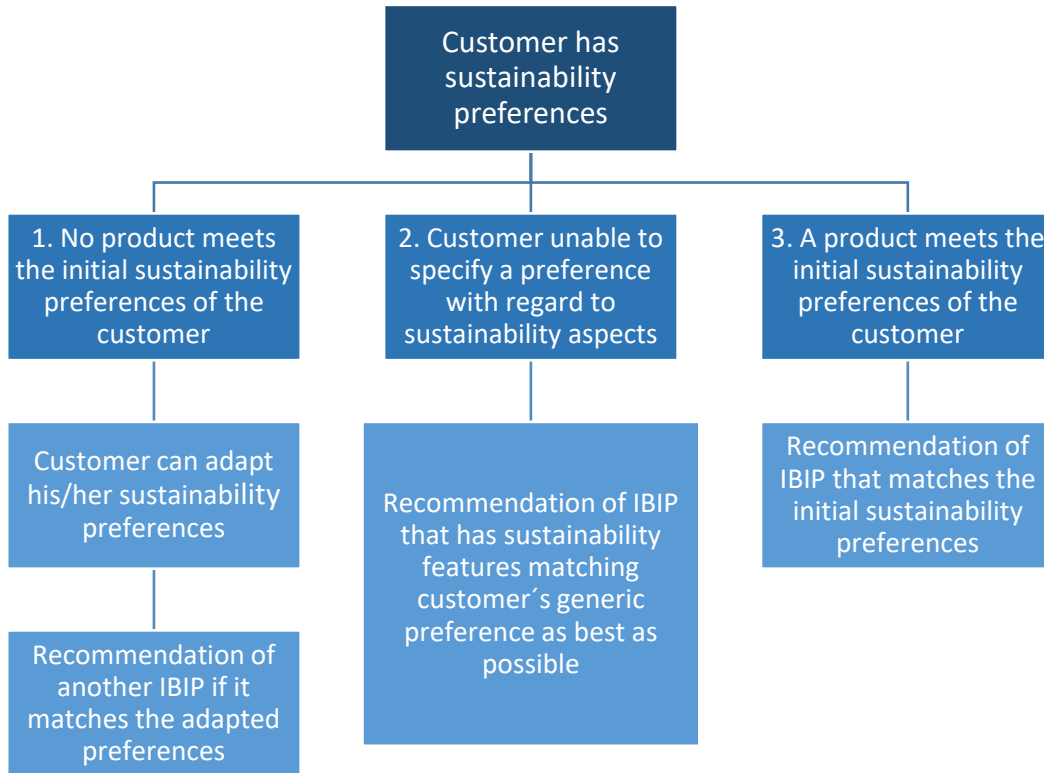 Customer has
sustainability
preferences
1. No product meets
the initial sustainability
preferences of the
customer
2. Customer unable to
specify a preference
with regard to
sustainability aspects
3. A product meets the
initial sustainability
preferences of the
customer
Customer can adapt
his/her sustainability
preferences
Recommendation of IBIP
that has sustainability
features matching
customer´s generic
preference as best as
possible
Recommendation of
IBIP that matches the
initial sustainability
preferences
Recommendation of
another IBIP if it
matches the adapted
preferences